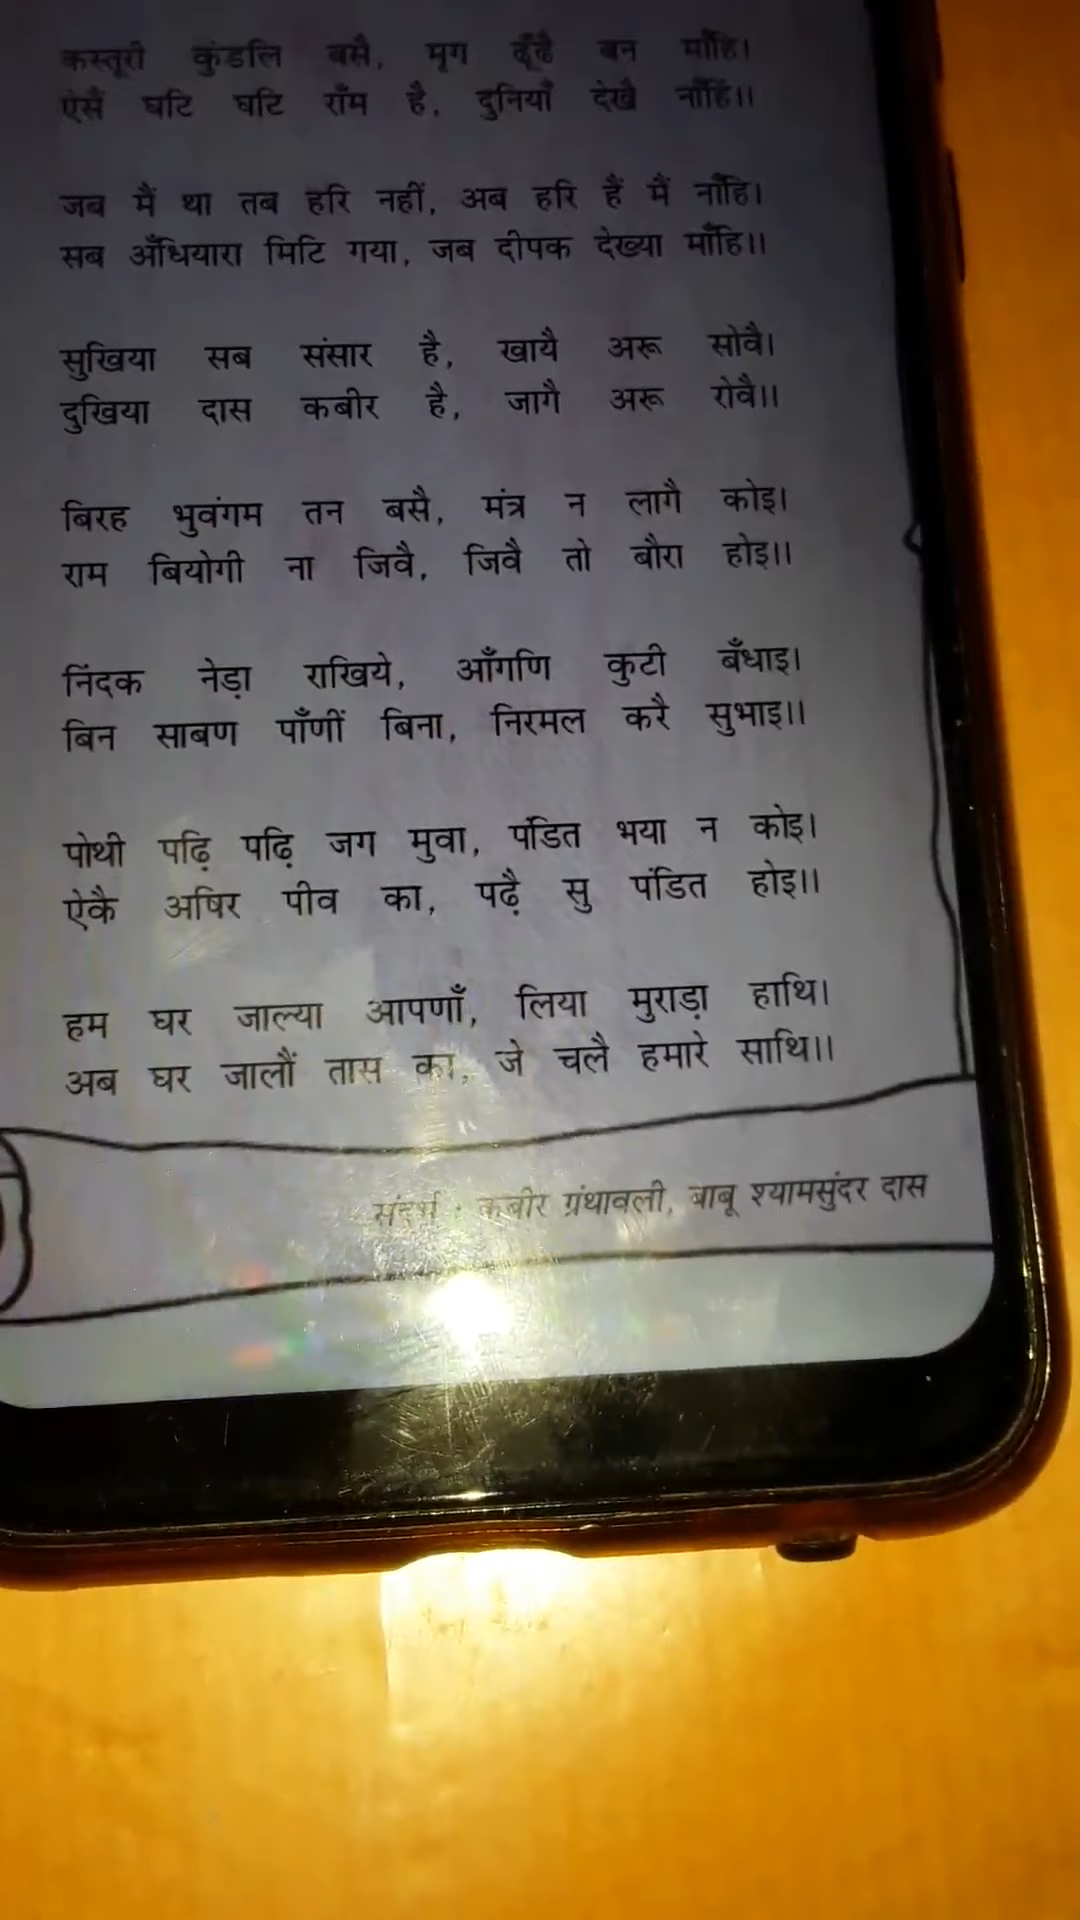 कस्तूरी कुंडलि बसै, मृग ढूँढै बन माँहि।
ऐसैं घटि घटि राँम है, दुनियाँ देखै नाँहिं।।
जब मैं था तब हरि नहीं, अब हरि हैं मैं नाँहि।
सब अँधियारा मिटि गया, जब दीपक देख्या माँहि।।
सुखिया सब संसार है, खायै अरू सोवै।
दुखिया दास कबीर है, जागै अरू रोवै।।
बिरह भुवंगम तन बसै, मंत्र न लागै कोइ।
राम बियोगी ना जिवै, जिवै तो बौरा होइ।।
निंदक नेड़ा राखिये, आँगणि कुटी बँधाइ।
बिन साबण पाँणीं बिना, निरमल करै सुभाइ।।
पोथी पढ़ि पढ़ि जग मुवा, पंडित भया न कोइ।
ऐकै अषिर पीव का, पढ़ै सु पंडित होइ।।
हम घर जाल्या आपणाँ, लिया मुराड़ा हाथि।
अब घर जालौं तास का, जे चलै हमारे साथि।।
संदर्भ : कबीर ग्रंथावली, बाबू श्यामसुंदर दास